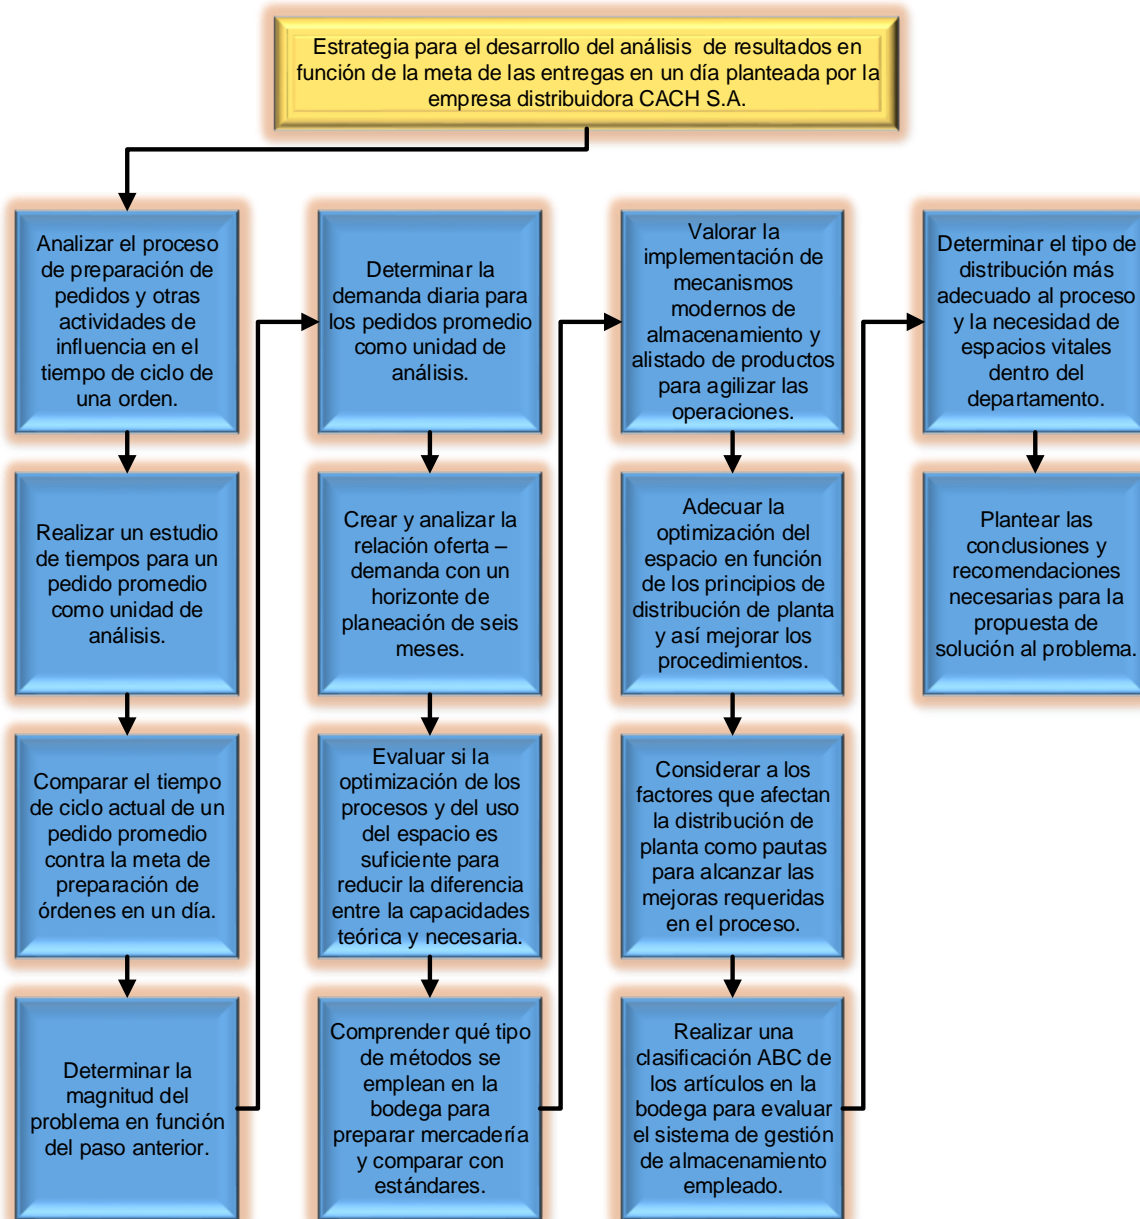 Estrategia para el desarrollo del análisis de resultados en
función de la meta de las entregas en un día planteada por la
empresa distribuidora CACH S.A.
Analizar el proceso
de preparación de
pedidos y otras
actividades de
influencia en el
tiempo de ciclo de
una orden.
Realizar un estudio
de tiempos para un
pedido promedio
como unidad de
análisis.
Comparar el tiempo
de ciclo actual de un
pedido promedio
contra la meta de
preparación de
órdenes en un día.
Determinar la
magnitud del
problema en función
del paso anterior.
Determinar la
demanda diaria para
los pedidos promedio
como unidad de
análisis.
Crear y analizar la
relación oferta –
demanda con un
horizonte de
planeación de seis
meses.
Evaluar si la
optimización de los
procesos y del uso
del espacio es
suficiente para
reducir la diferencia
entre la capacidades
teórica y necesaria.
Comprender qué tipo
de métodos se
emplean en la
bodega para
preparar mercadería
y comparar con
estándares.
Valorar la
implementación de
mecanismos
modernos de
almacenamiento y
alistado de productos
para agilizar las
operaciones.
Adecuar la
optimización del
espacio en función
de los principios de
distribución de planta
y así mejorar los
procedimientos.
Considerar a los
factores que afectan
la distribución de
planta como pautas
para alcanzar las
mejoras requeridas
en el proceso.
Realizar una
clasificación ABC de
los artículos en la
bodega para evaluar
el sistema de gestión
de almacenamiento
empleado.
Determinar el tipo de
distribución más
adecuado al proceso
y la necesidad de
espacios vitales
dentro del
departamento.
Plantear las
conclusiones y
recomendaciones
necesarias para la
propuesta de
solución al problema.